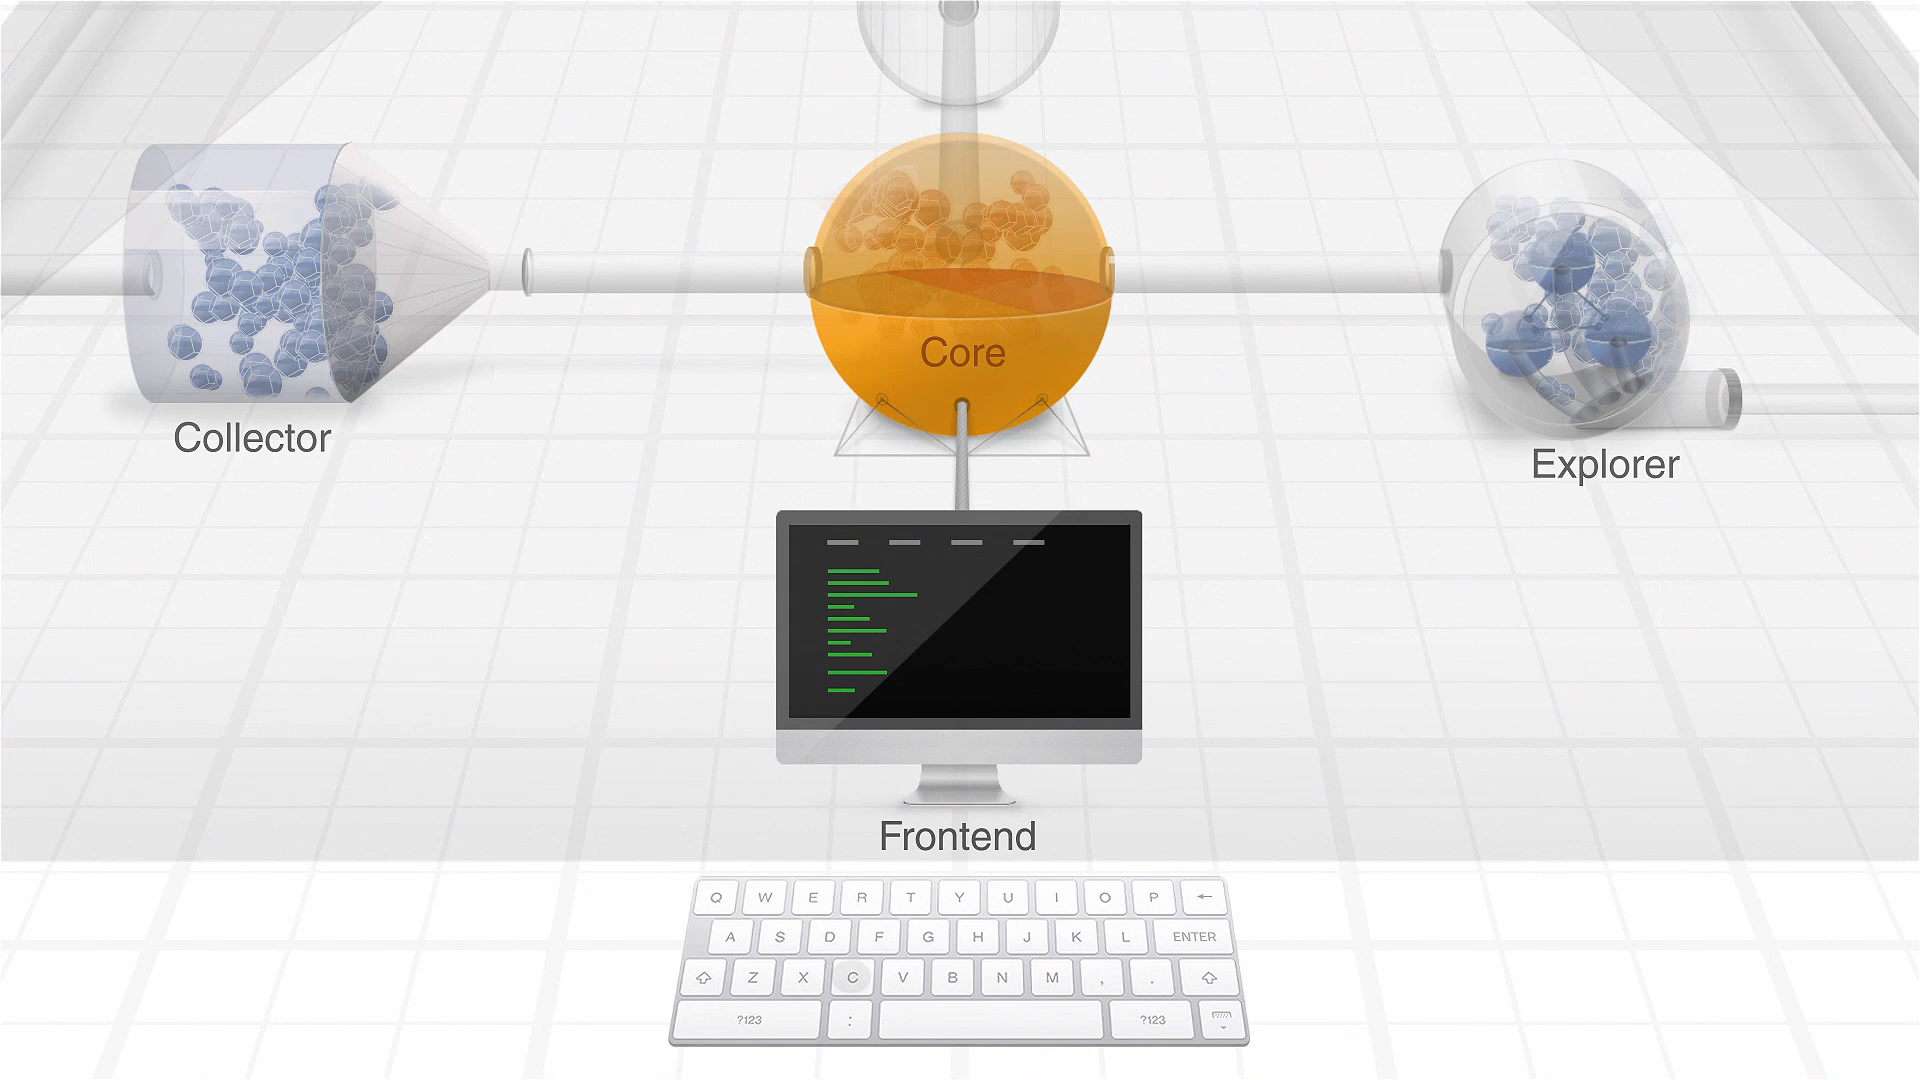 Core
Collector
Explorer
Frontend
Q W E R T Y U I O P
A S D F G H J K L ENTER
Z X C V B N M , .
?123 : ?123